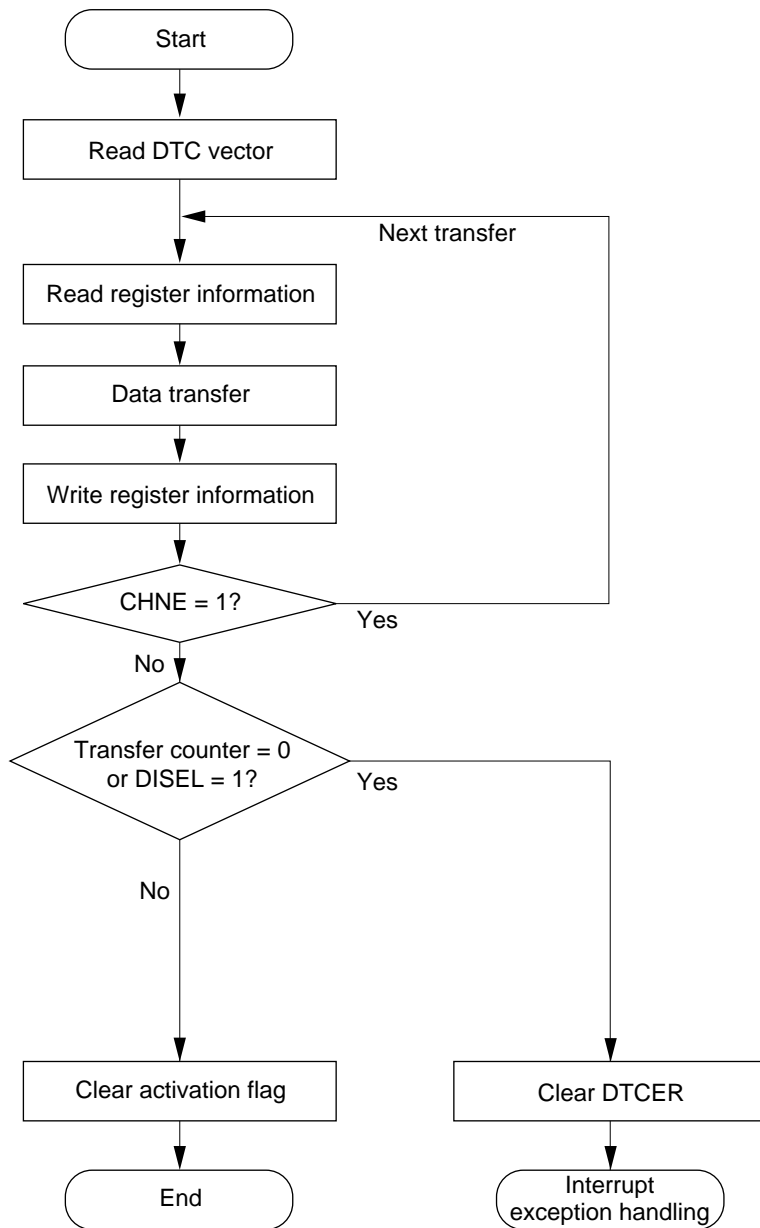 Start
Read DTC vector
Next transfer
Read register information
Data transfer
Write register information
CHNE = 1?
Yes
No
Transfer counter = 0
or DISEL = 1?
Yes
No
Clear activation flag
Clear DTCER
End
Interrupt
exception handling